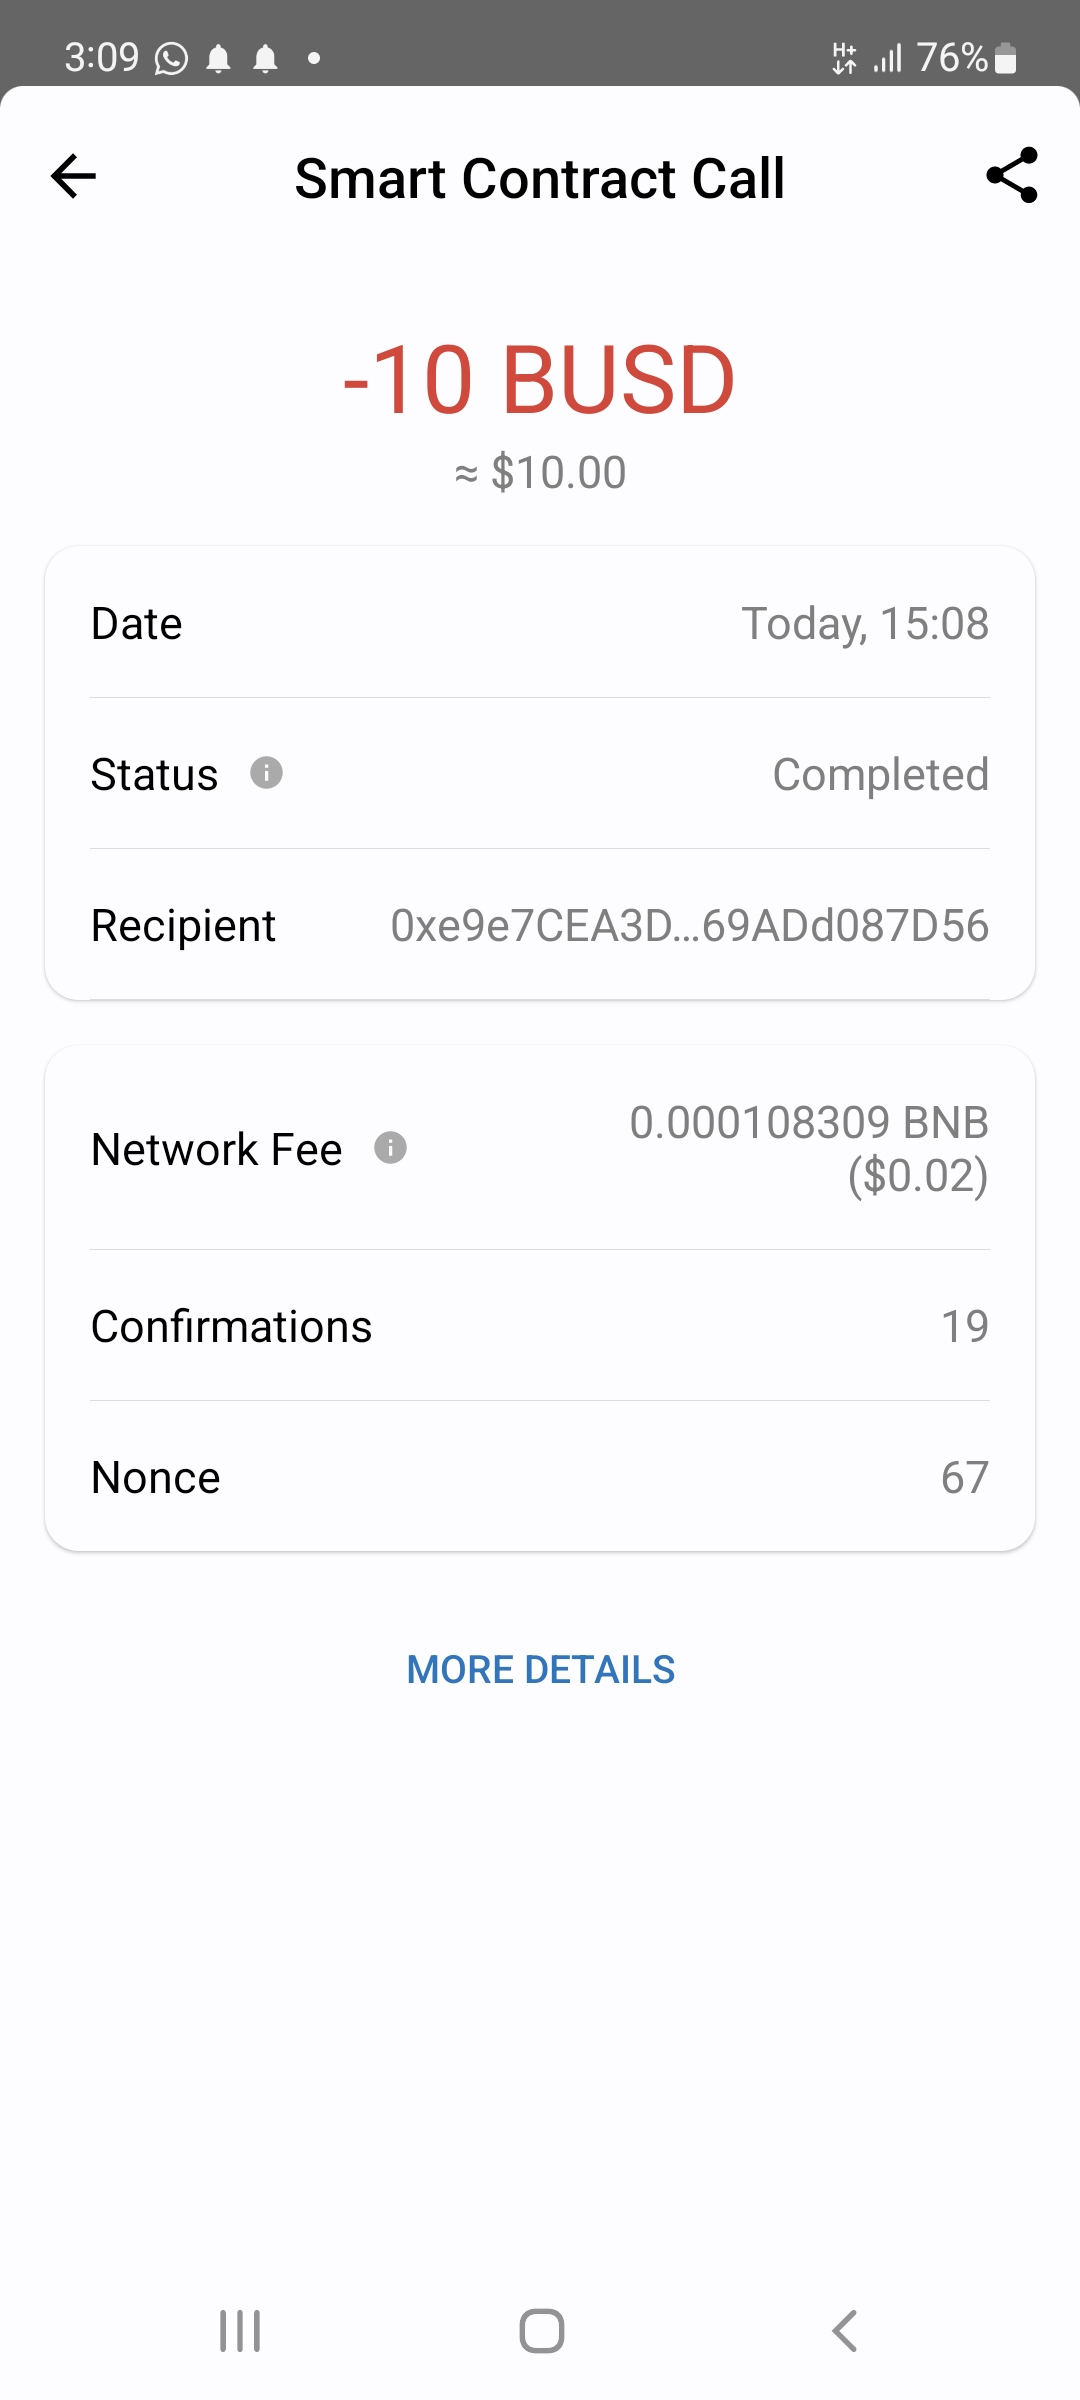 3:09
H+ 76%
Smart Contract Call
-10 BUSD
≈ $10.00
Date Today, 15:08
Status Completed
Recipient 0xe9e7CEA3D...69ADd087D56
Network Fee 0.000108309 BNB
($0.02)
Confirmations 19
Nonce 67
MORE DETAILS